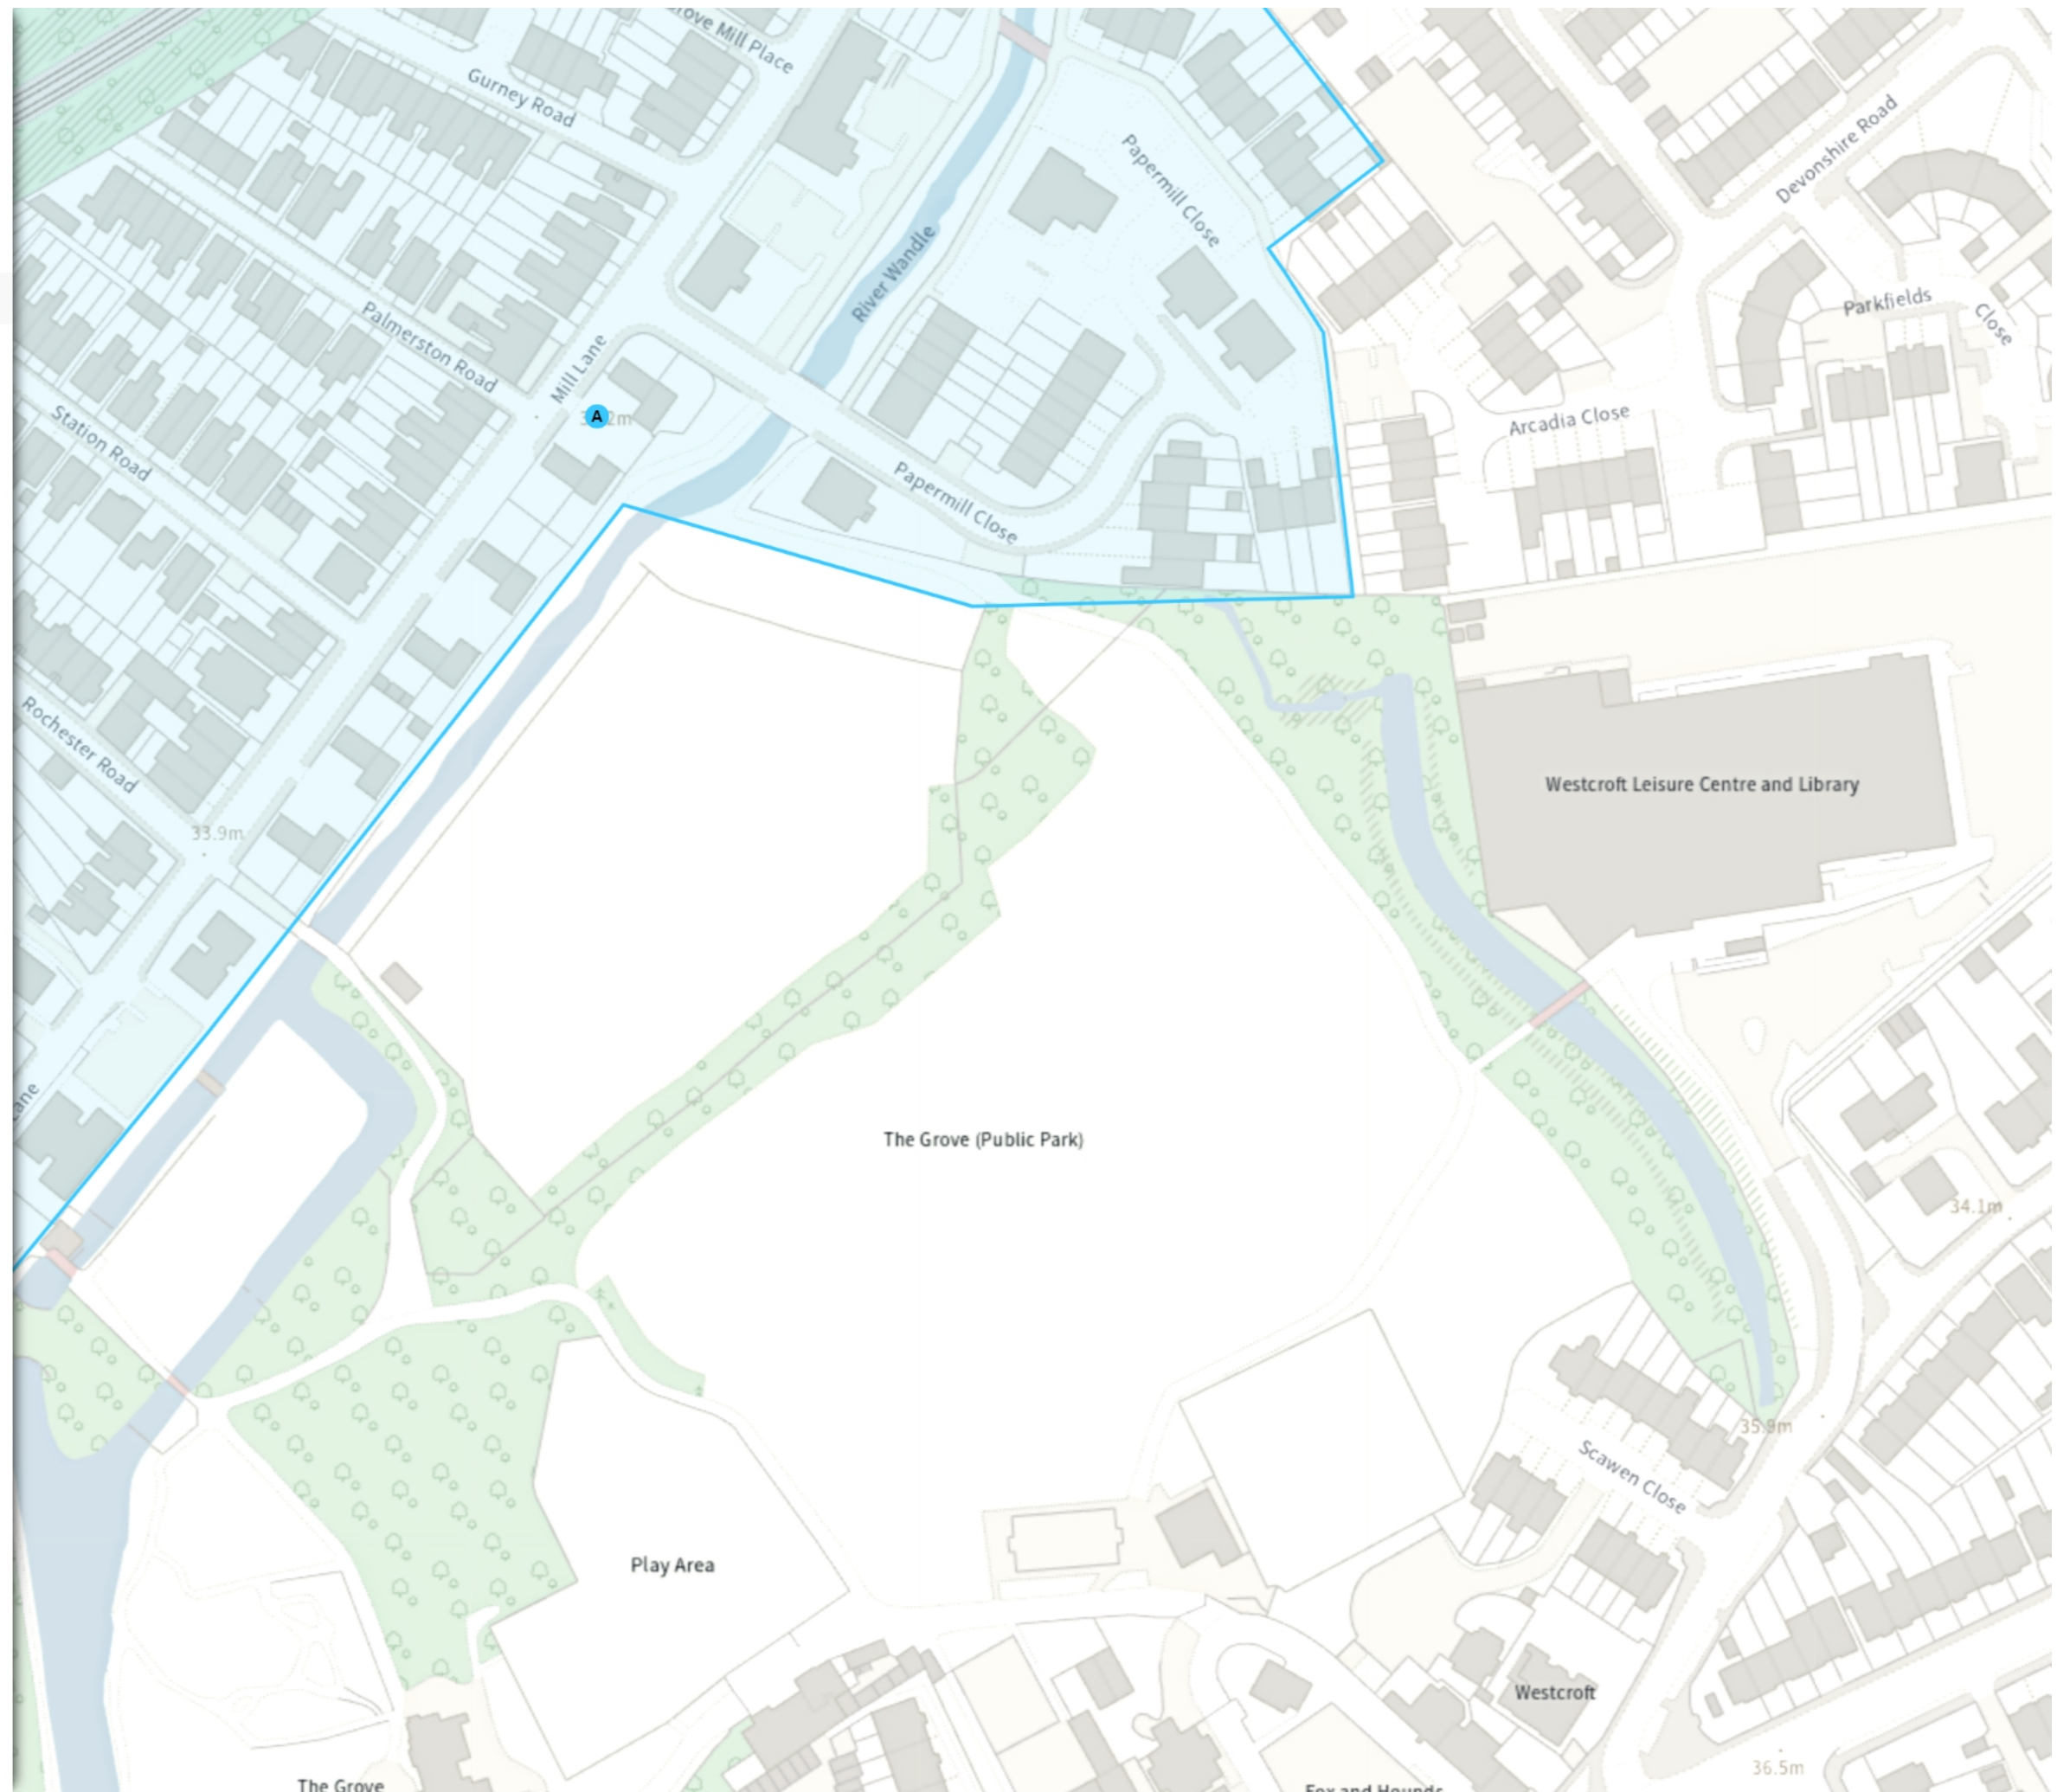 Grove Mill Place
Gurney Road
Papermill Close
Devonshire Road
River Wandle
Parkfields
Close
Palmerston Road
Mill Lane
A
Arcadia Close
Station Road
Papermill Close
Rochester Road
33.9m
Westcroft Leisure Centre and Library
Lane
The Grove (Public Park)
34.1m
35.9m
Scawen Close
Play Area
Westcroft
36.5m
The Grove
Fox and Hounds